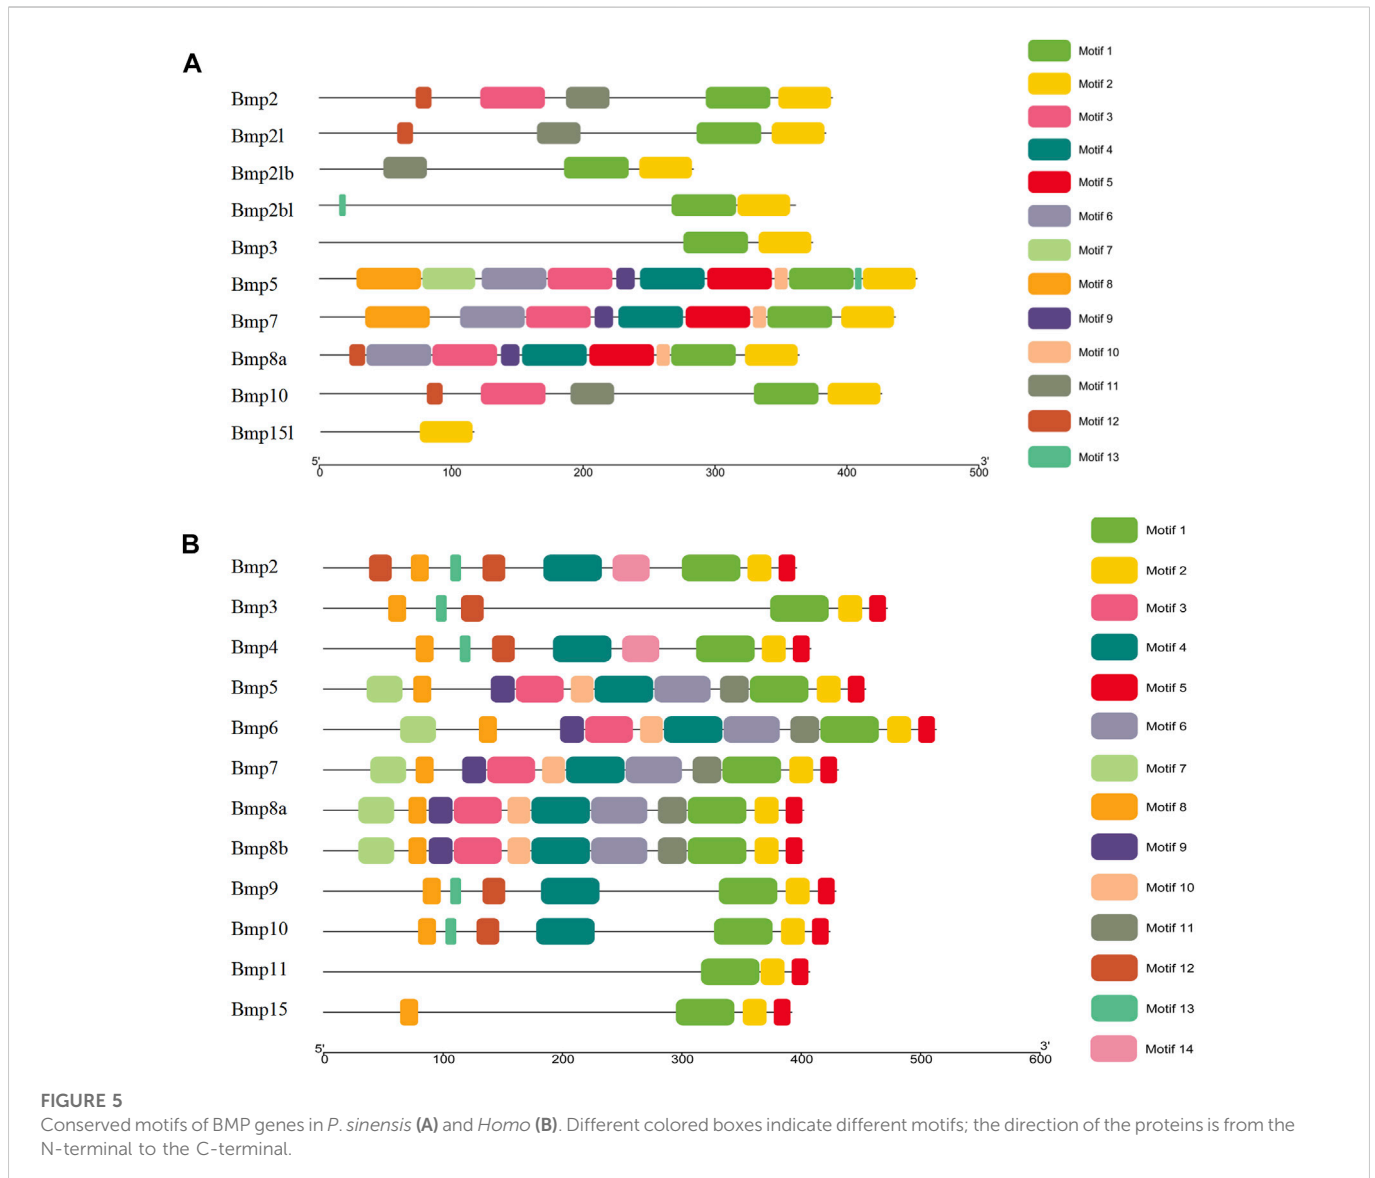 A
Bmp2
Bmp2l
Bmp2lb
Bmp2bl
Bmp3
Bmp5
Bmp7
Bmp8a
Bmp10
Bmp15l
5' 3'
0 100 200 300 400 500
Motif 1
Motif 2
Motif 3
Motif 4
Motif 5
Motif 6
Motif 7
Motif 8
Motif 9
Motif 10
Motif 11
Motif 12
Motif 13
B
Bmp2
Bmp3
Bmp4
Bmp5
Bmp6
Bmp7
Bmp8a
Bmp8b
Bmp9
Bmp10
Bmp11
Bmp15
5' 3'
0 100 200 300 400 500 600
Motif 1
Motif 2
Motif 3
Motif 4
Motif 5
Motif 6
Motif 7
Motif 8
Motif 9
Motif 10
Motif 11
Motif 12
Motif 13
Motif 14
FIGURE 5
Conserved motifs of BMP genes in P. sinensis (A) and Homo (B). Different colored boxes indicate different motifs; the direction of the proteins is from the
N-terminal to the C-terminal.